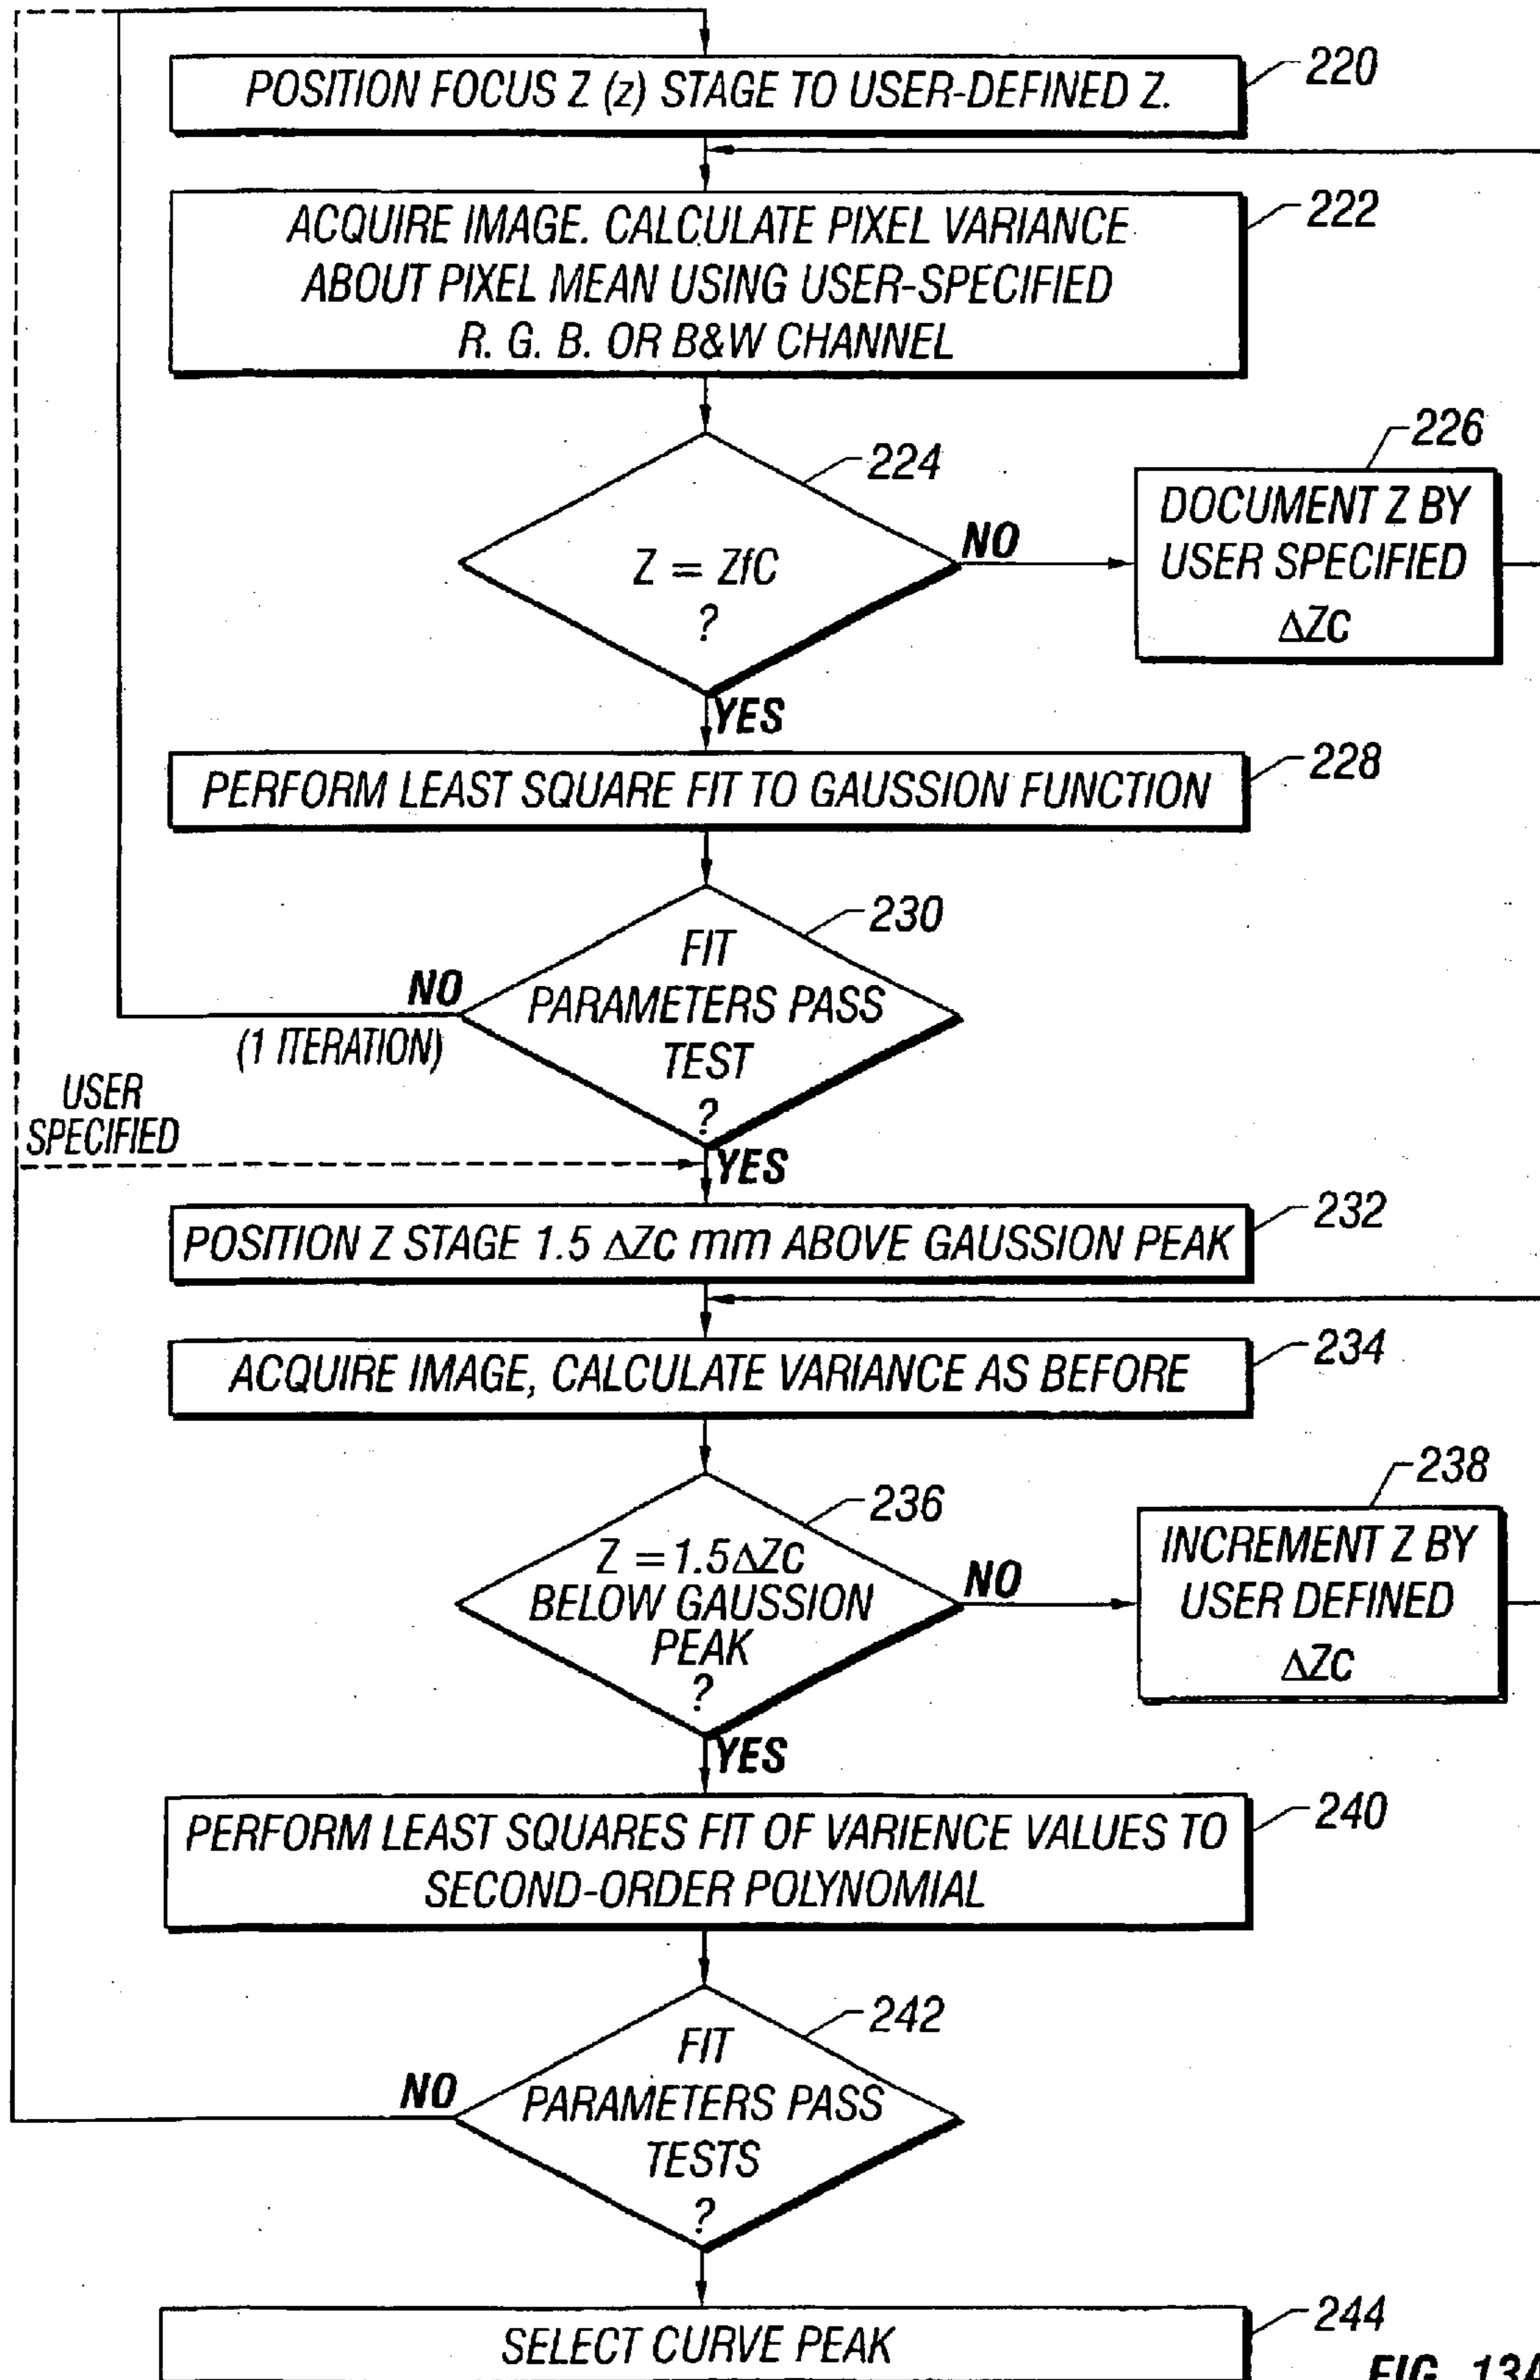 POSITION FOCUS Z (z) STAGE TO USER-DEFINED Z.
220
ACQUIRE IMAGE. CALCULATE PIXEL VARIANCE
ABOUT PIXEL MEAN USING USER-SPECIFIED
R. G. B. OR B&W CHANNEL
222
224
Z = ZfC
?
NO
226
DOCUMENT Z BY
USER SPECIFIED
ΔZC
YES
PERFORM LEAST SQUARE FIT TO GAUSSION FUNCTION
228
230
FIT
PARAMETERS PASS
TEST
?
NO
(1 ITERATION)
USER
SPECIFIED
YES
POSITION Z STAGE 1.5 ΔZC mm ABOVE GAUSSION PEAK
232
ACQUIRE IMAGE, CALCULATE VARIANCE AS BEFORE
234
236
Z = 1.5ΔZC
BELOW GAUSSION
PEAK
?
NO
238
INCREMENT Z BY
USER DEFINED
ΔZC
YES
PERFORM LEAST SQUARES FIT OF VARIENCE VALUES TO
SECOND-ORDER POLYNOMIAL
240
242
FIT
PARAMETERS PASS
TESTS
?
NO
SELECT CURVE PEAK
244
FIG. 13A